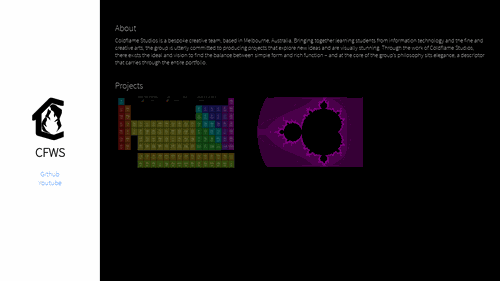 CFWS
Github
Youtube
About
Coldflame Studios is a bespoke creative team, based in Melbourne, Australia. Bringing together learning students from information technology and the fine and
creative arts, the group is utterly committed to producing projects that explore new ideas and are visually stunning. Through the work of Coldflame Studios,
there exists the ideal and vision to find the balance between simple form and rich function – and at the core of the group's philosophy sits elegance, a descriptor
that carries through the entire portfolio.
Projects